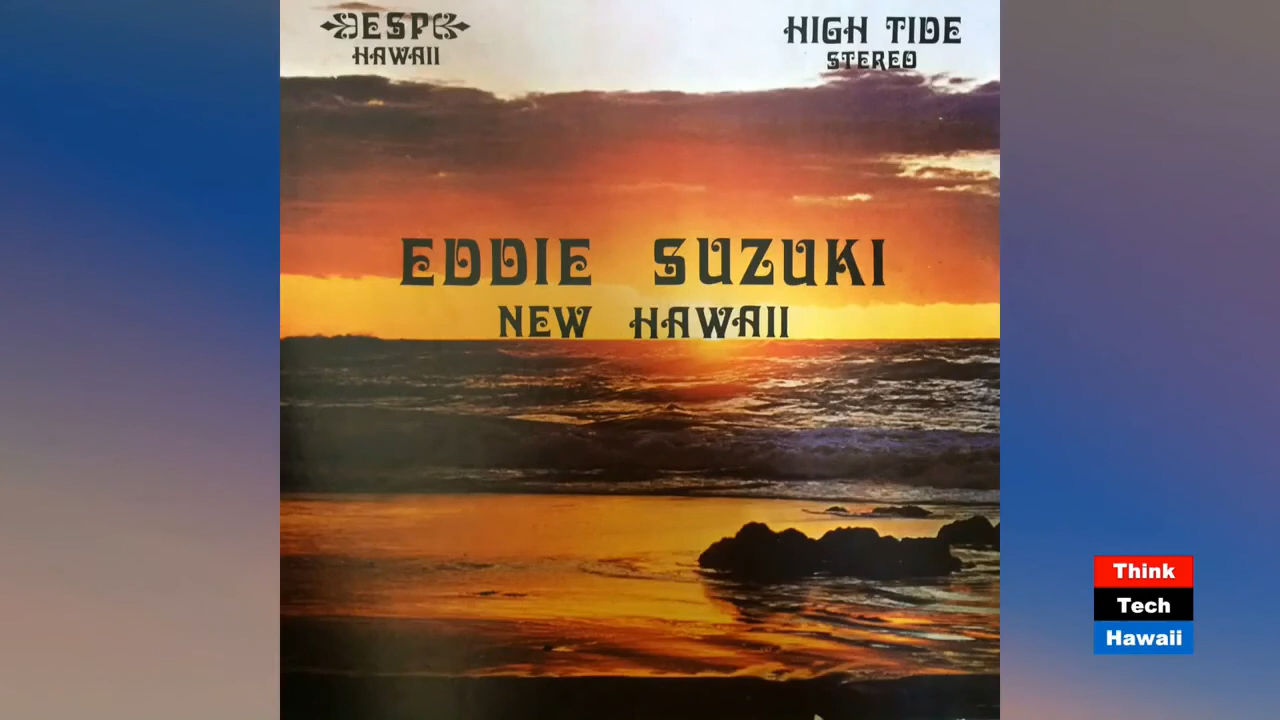 ESP
HAWAII
HIGH TIDE
STEREO
EDDIE SUZUKI
NEW HAWAII
Think
Tech
Hawaii